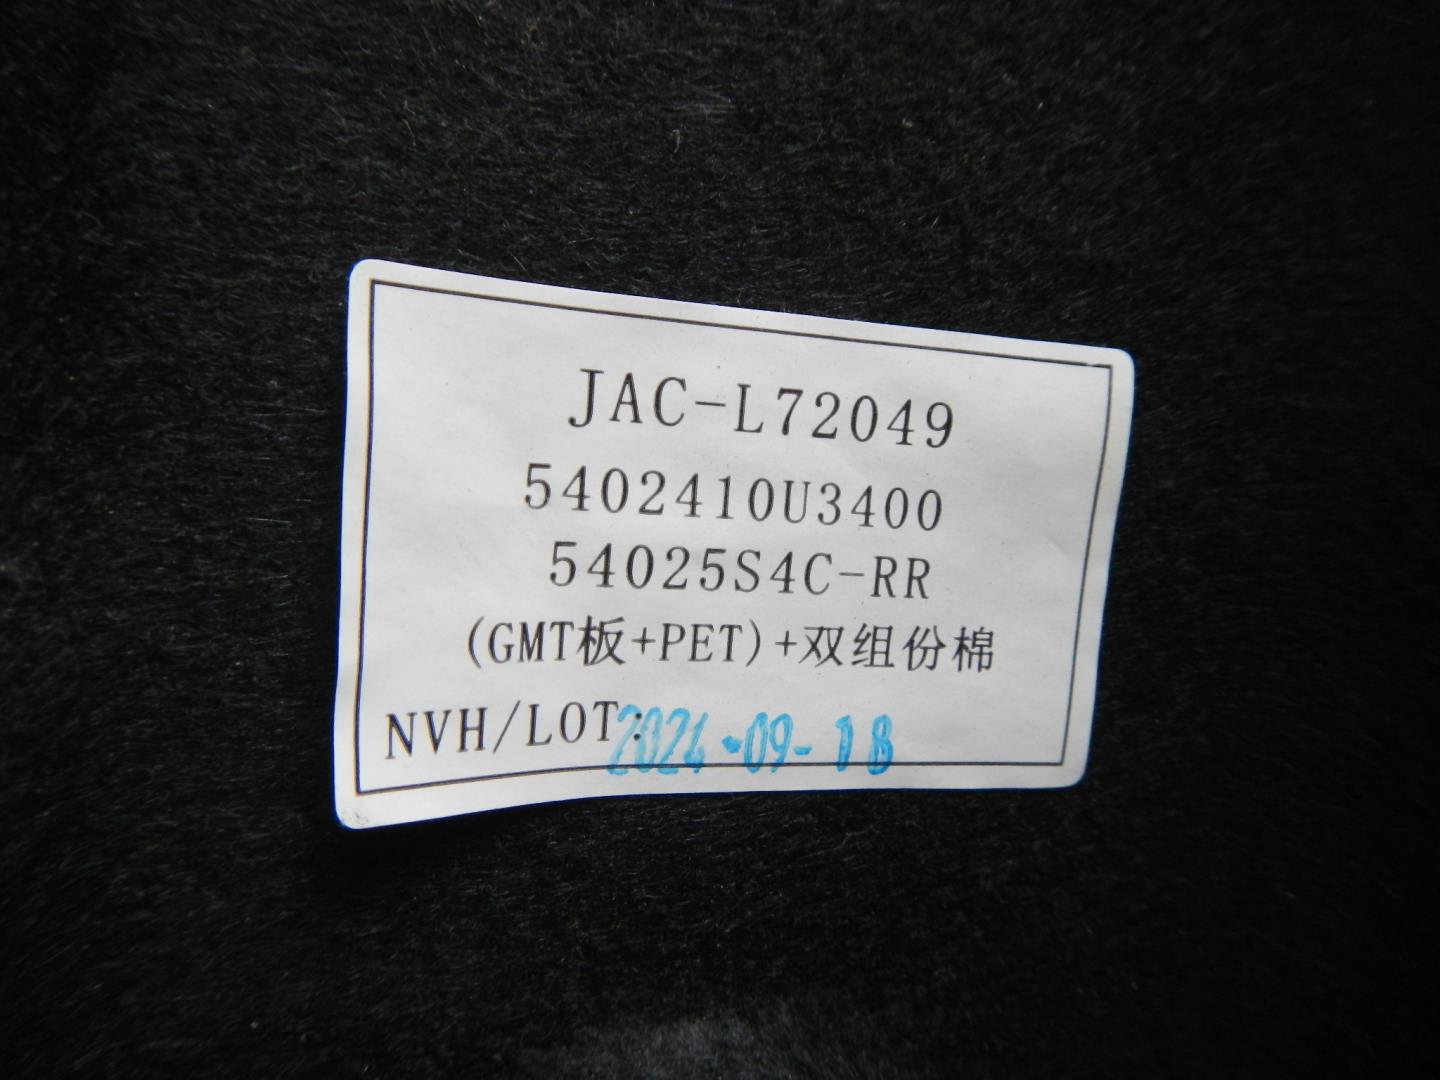 JAC-L72049
5402410U3400
54025S4C-RR
(GMT板+PET)+双组份棉
NVH/LOT:2024-09-18